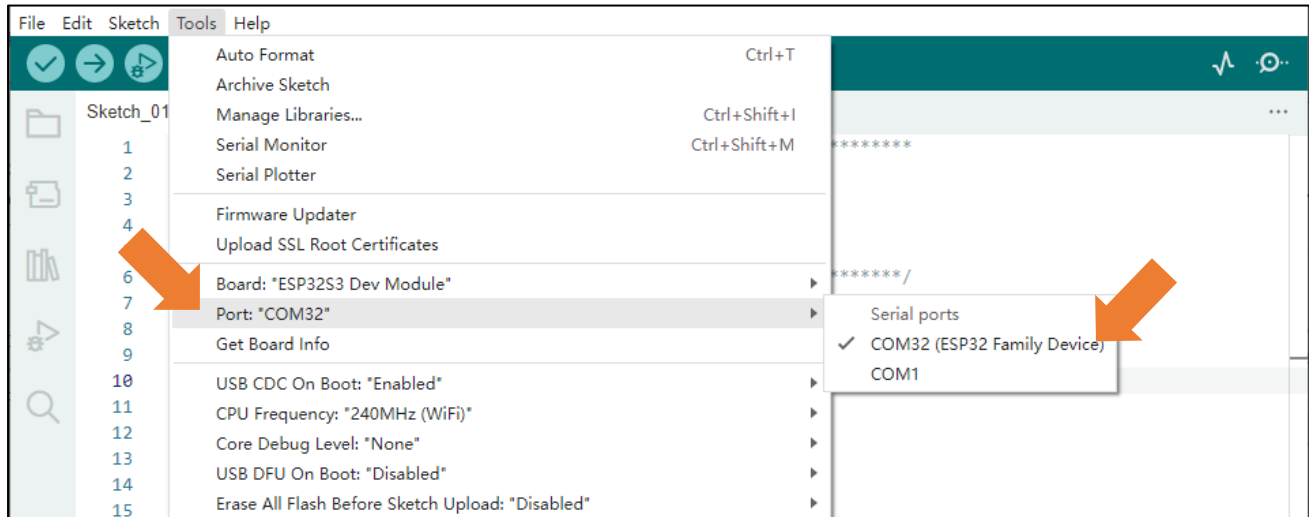 File Edit Sketch Tools Help
Auto Format Ctrl+T
Archive Sketch
Sketch_01
Manage Libraries... Ctrl+Shift+I
...
1 Serial Monitor Ctrl+Shift+M ********
2 Serial Plotter
3
Firmware Updater
4
Upload SSL Root Certificates
6 Board: "ESP32S3 Dev Module" *******/
7
Port: "COM32" Serial ports
8
Get Board Info COM32 (ESP32 Family Device)
9
10 USB CDC On Boot: "Enabled" COM1
11 CPU Frequency: "240MHz (WiFi)"
12 Core Debug Level: "None"
13
USB DFU On Boot: "Disabled"
14
Erase All Flash Before Sketch Upload: "Disabled"
15